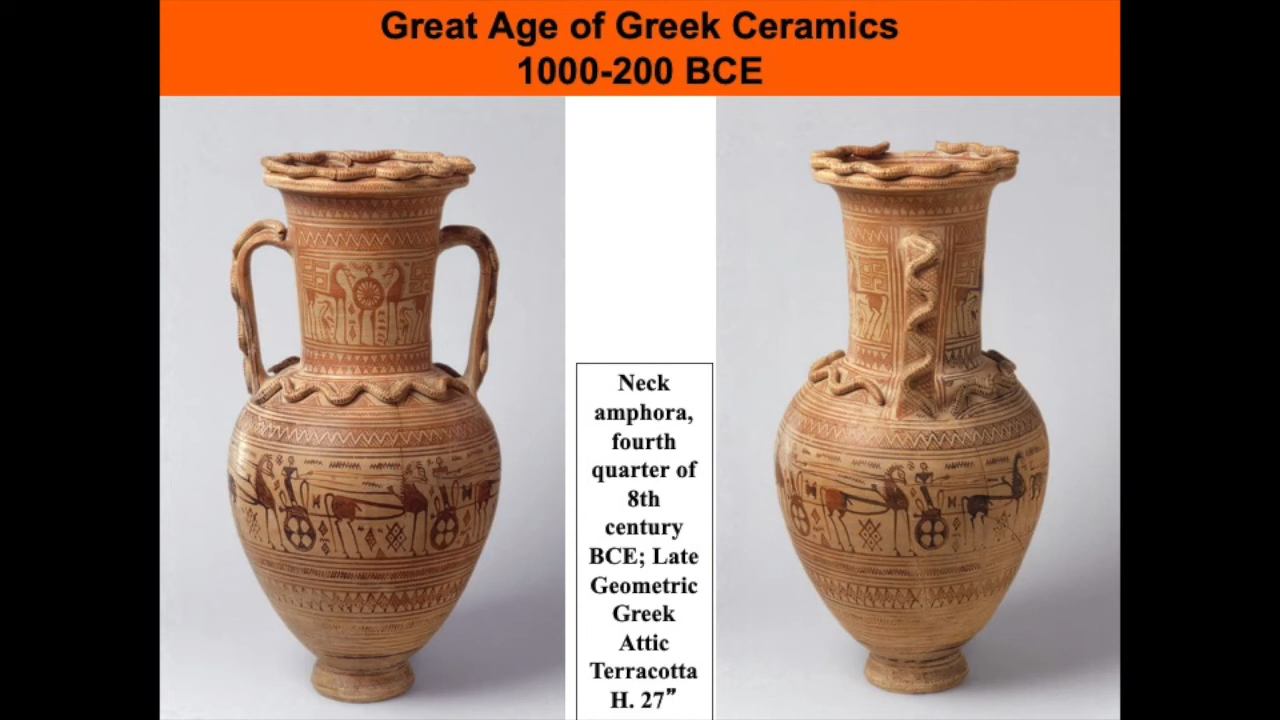 Great Age of Greek Ceramics
1000-200 BCE
Neck
amphora,
fourth
quarter of
8th
century
BCE; Late
Geometric
Greek
Attic
Terracotta
H. 27”